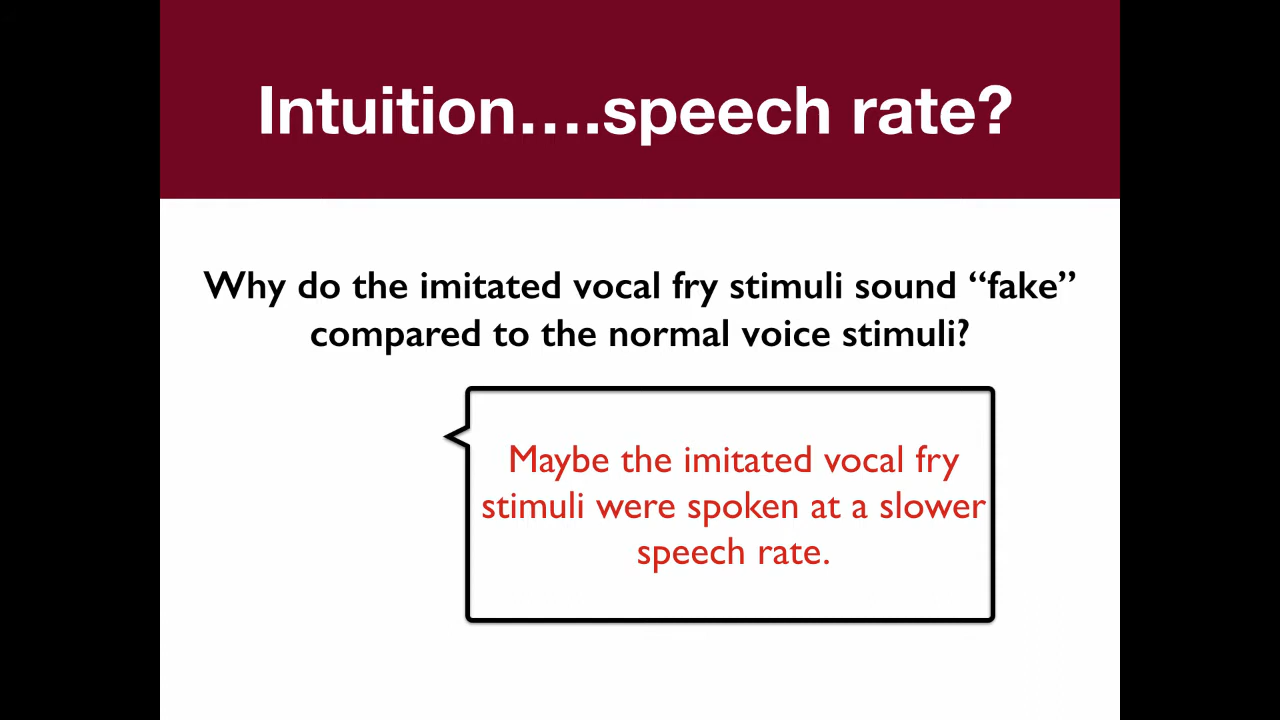 Intuition….speech rate?
Why do the imitated vocal fry stimuli sound “fake”
compared to the normal voice stimuli?
Maybe the imitated vocal fry
stimuli were spoken at a slower
speech rate.